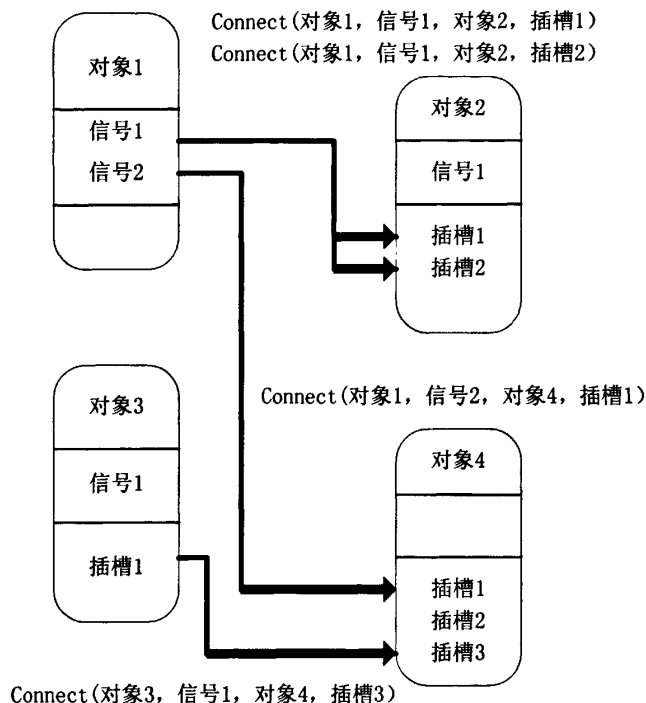 Connect(对象1, 信号1, 对象2, 插槽1)
Connect(对象1, 信号1, 对象2, 插槽2)
对象1
信号1
信号2
对象2
信号1
插槽1
插槽2
对象3
信号1
插槽1
Connect(对象1, 信号2, 对象4, 插槽1)
对象4
插槽1
插槽2
插槽3
Connect(对象3, 信号1, 对象4, 插槽3)